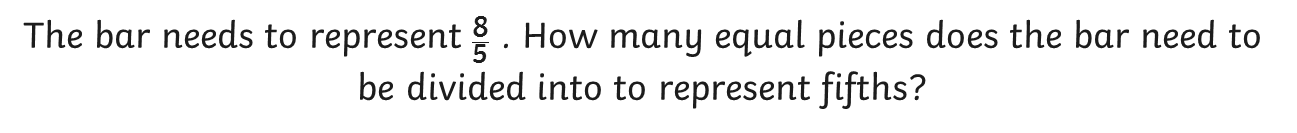 The bar needs to represent 8/5 . How many equal pieces does the bar need to
be divided into to represent fifths?